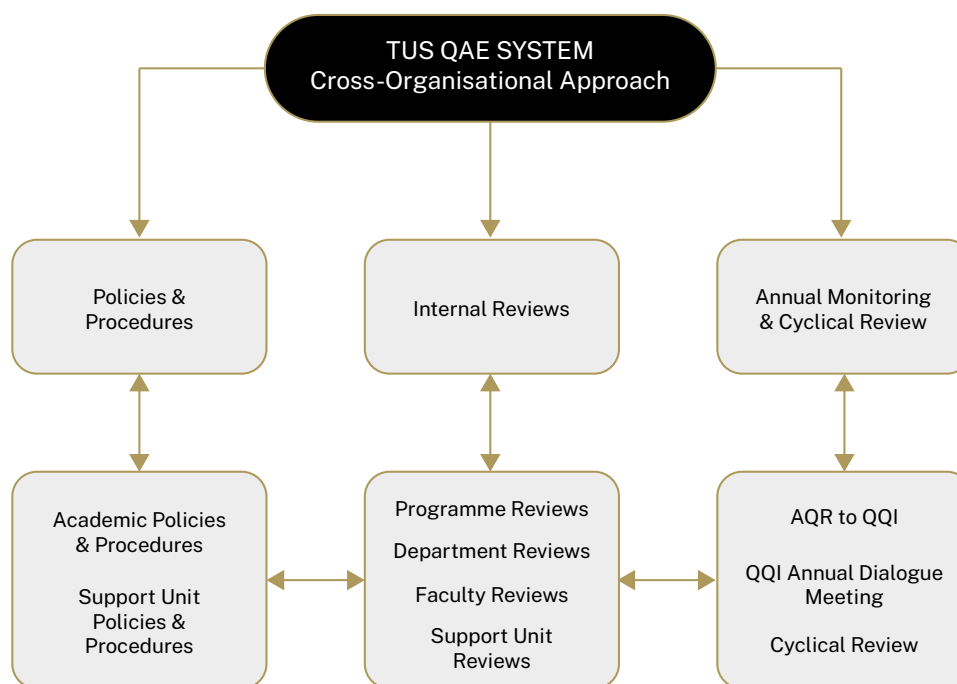 TUS QAE SYSTEM
Cross-Organisational Approach
Policies &
Procedures
Internal Reviews
Annual Monitoring
& Cyclical Review
Academic Policies
& Procedures
Support Unit
Policies &
Procedures
Programme Reviews
Department Reviews
Faculty Reviews
Support Unit
Reviews
AQR to QQI
QQI Annual Dialogue
Meeting
Cyclical Review